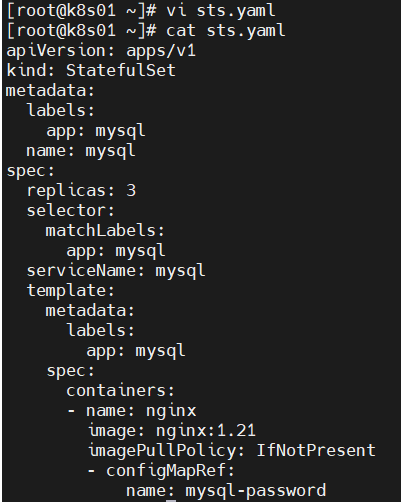 [root@k8s01 ~]# vi sts.yaml
[root@k8s01 ~]# cat sts.yaml
apiVersion: apps/v1
kind: StatefulSet
metadata:
  labels:
    app: mysql
  name: mysql
spec:
  replicas: 3
  selector:
    matchLabels:
      app: mysql
  serviceName: mysql
  template:
    metadata:
      labels:
        app: mysql
    spec:
      containers:
      - name: nginx
        image: nginx:1.21
        imagePullPolicy: IfNotPresent
        - configMapRef:
            name: mysql-password